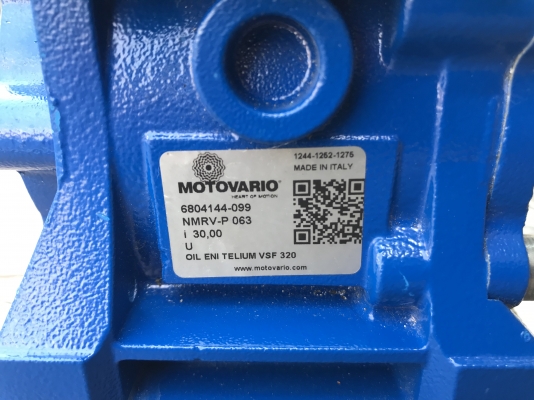 MOTOVARIO®
HEART OF MOTION
1244-1252-1275
MADE IN ITALY
6804144-099
NMRV-P 063
i 30,00
U
OIL ENI TELIUM VSF 320
www.motovario.com